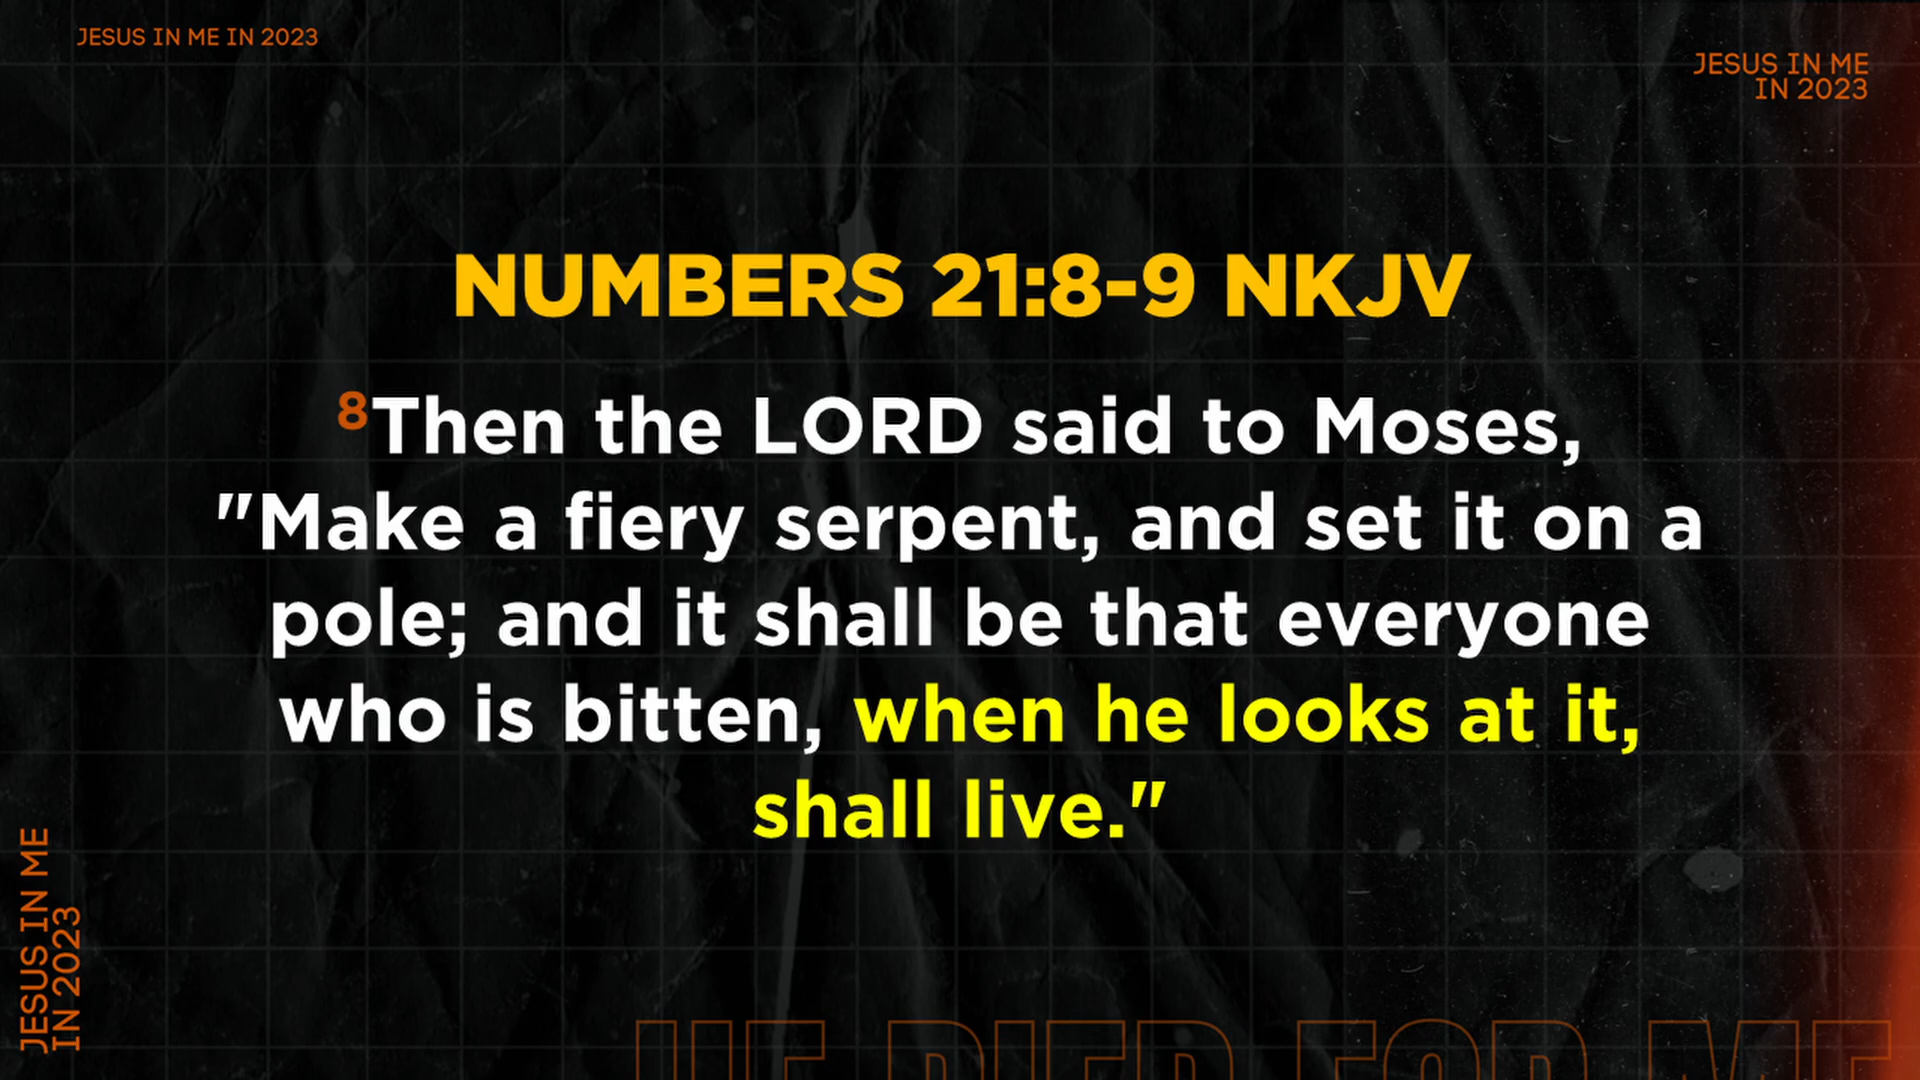 JESUS IN ME IN 2023
JESUS IN ME
IN 2023
NUMBERS 21:8-9 NKJV
8Then the LORD said to Moses,
"Make a fiery serpent, and set it on a
pole; and it shall be that everyone
who is bitten, when he looks at it,
shall live."
JESUS IN ME
IN 2023
HE DIED FOR ME